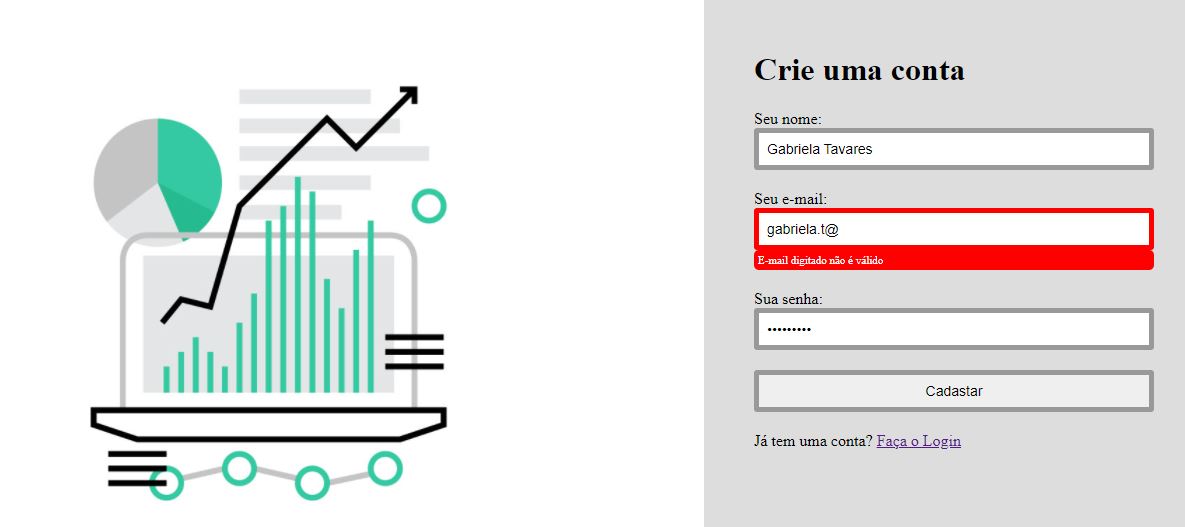 Crie uma conta
Seu nome:
Gabriela Tavares
Seu e-mail:
gabriela.t@
E-mail digitado não é válido
Sua senha:
•••••••••
Cadastar
Já tem uma conta? Faça o Login